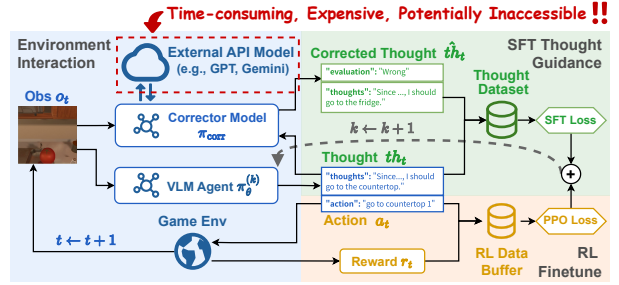 Time-consuming, Expensive, Potentially Inaccessible !!
Environment
Interaction
External API Model
(e.g., GPT, Gemini)
Corrected Thought t̂h_t
SFT Thought
Guidance
"evaluation": "Wrong"
"thoughts": "Since ..., I should
go to the fridge."
Thought
Dataset
Obs o_t
Corrector Model
π_corr
SFT Loss
k ← k + 1
Thought th_t
VLM Agent π_θ^(k)
"thoughts": "Since..., I should
go to the countertop."
"action": "go to countertop 1"
Action a_t
Game Env
t ← t + 1
Reward r_t
RL Data
Buffer
PPO Loss
RL
Finetune